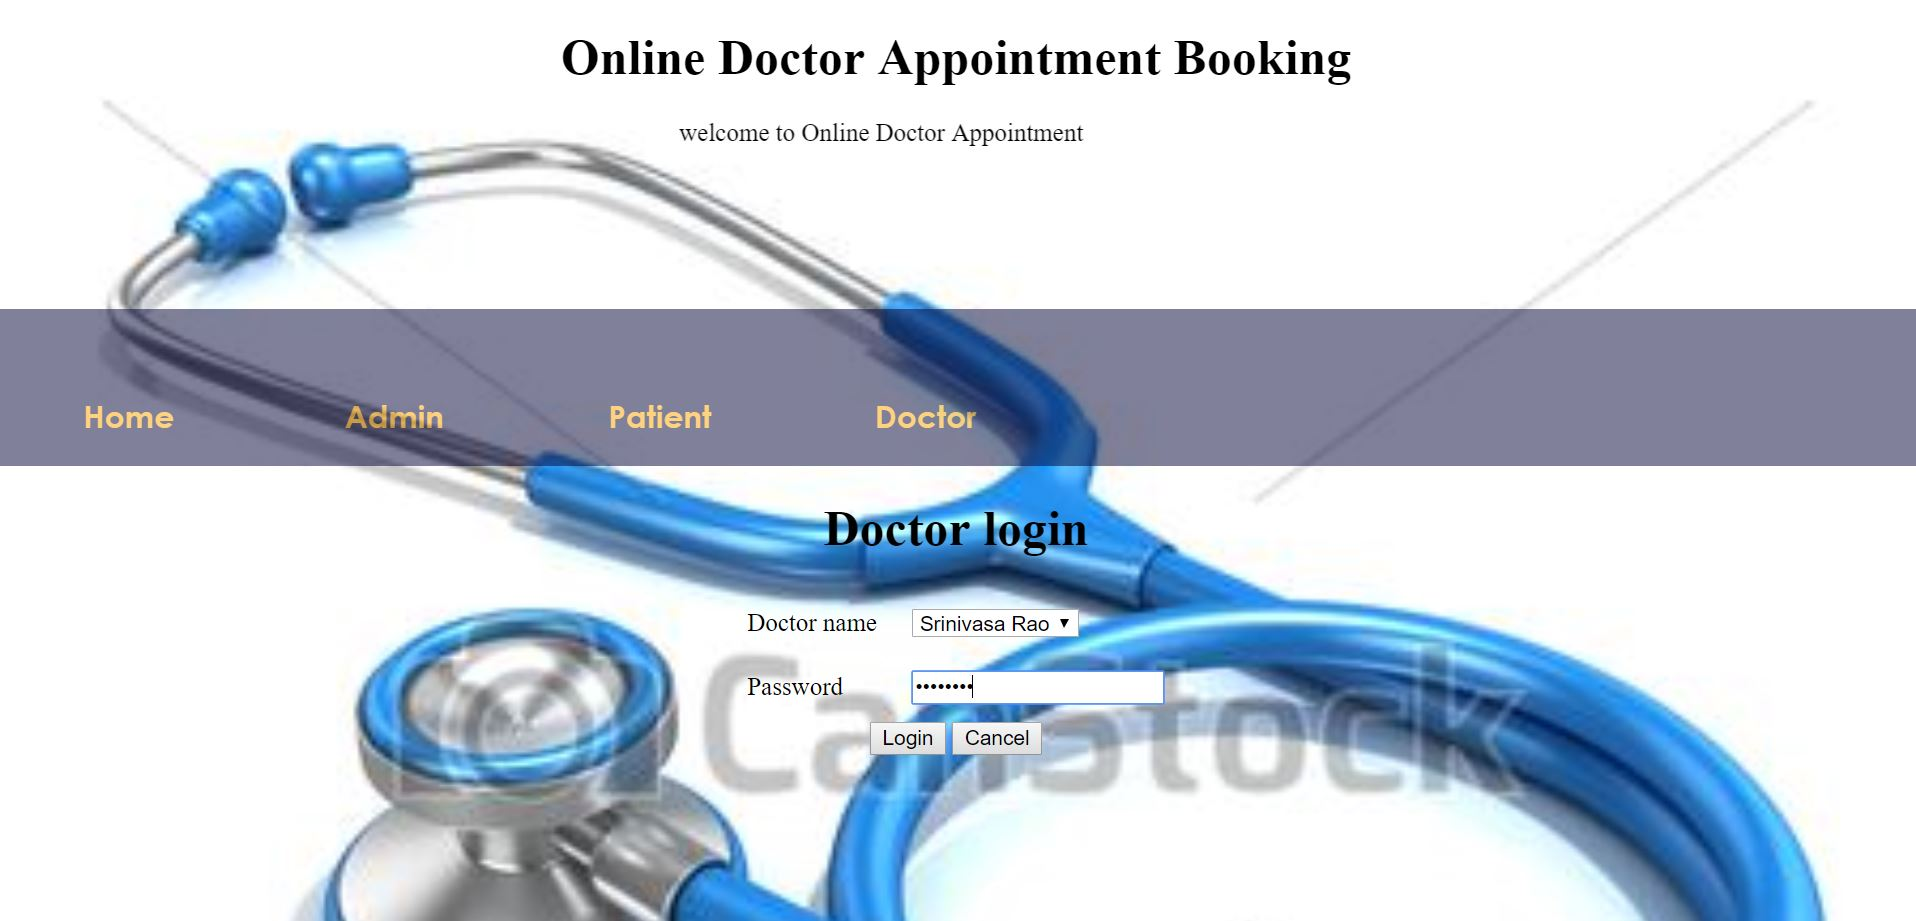 Online Doctor Appointment Booking
welcome to Online Doctor Appointment
Home Admin Patient Doctor
Doctor login
Doctor name Srinivasa Rao
Password ••••••••
Login Cancel
CanStock